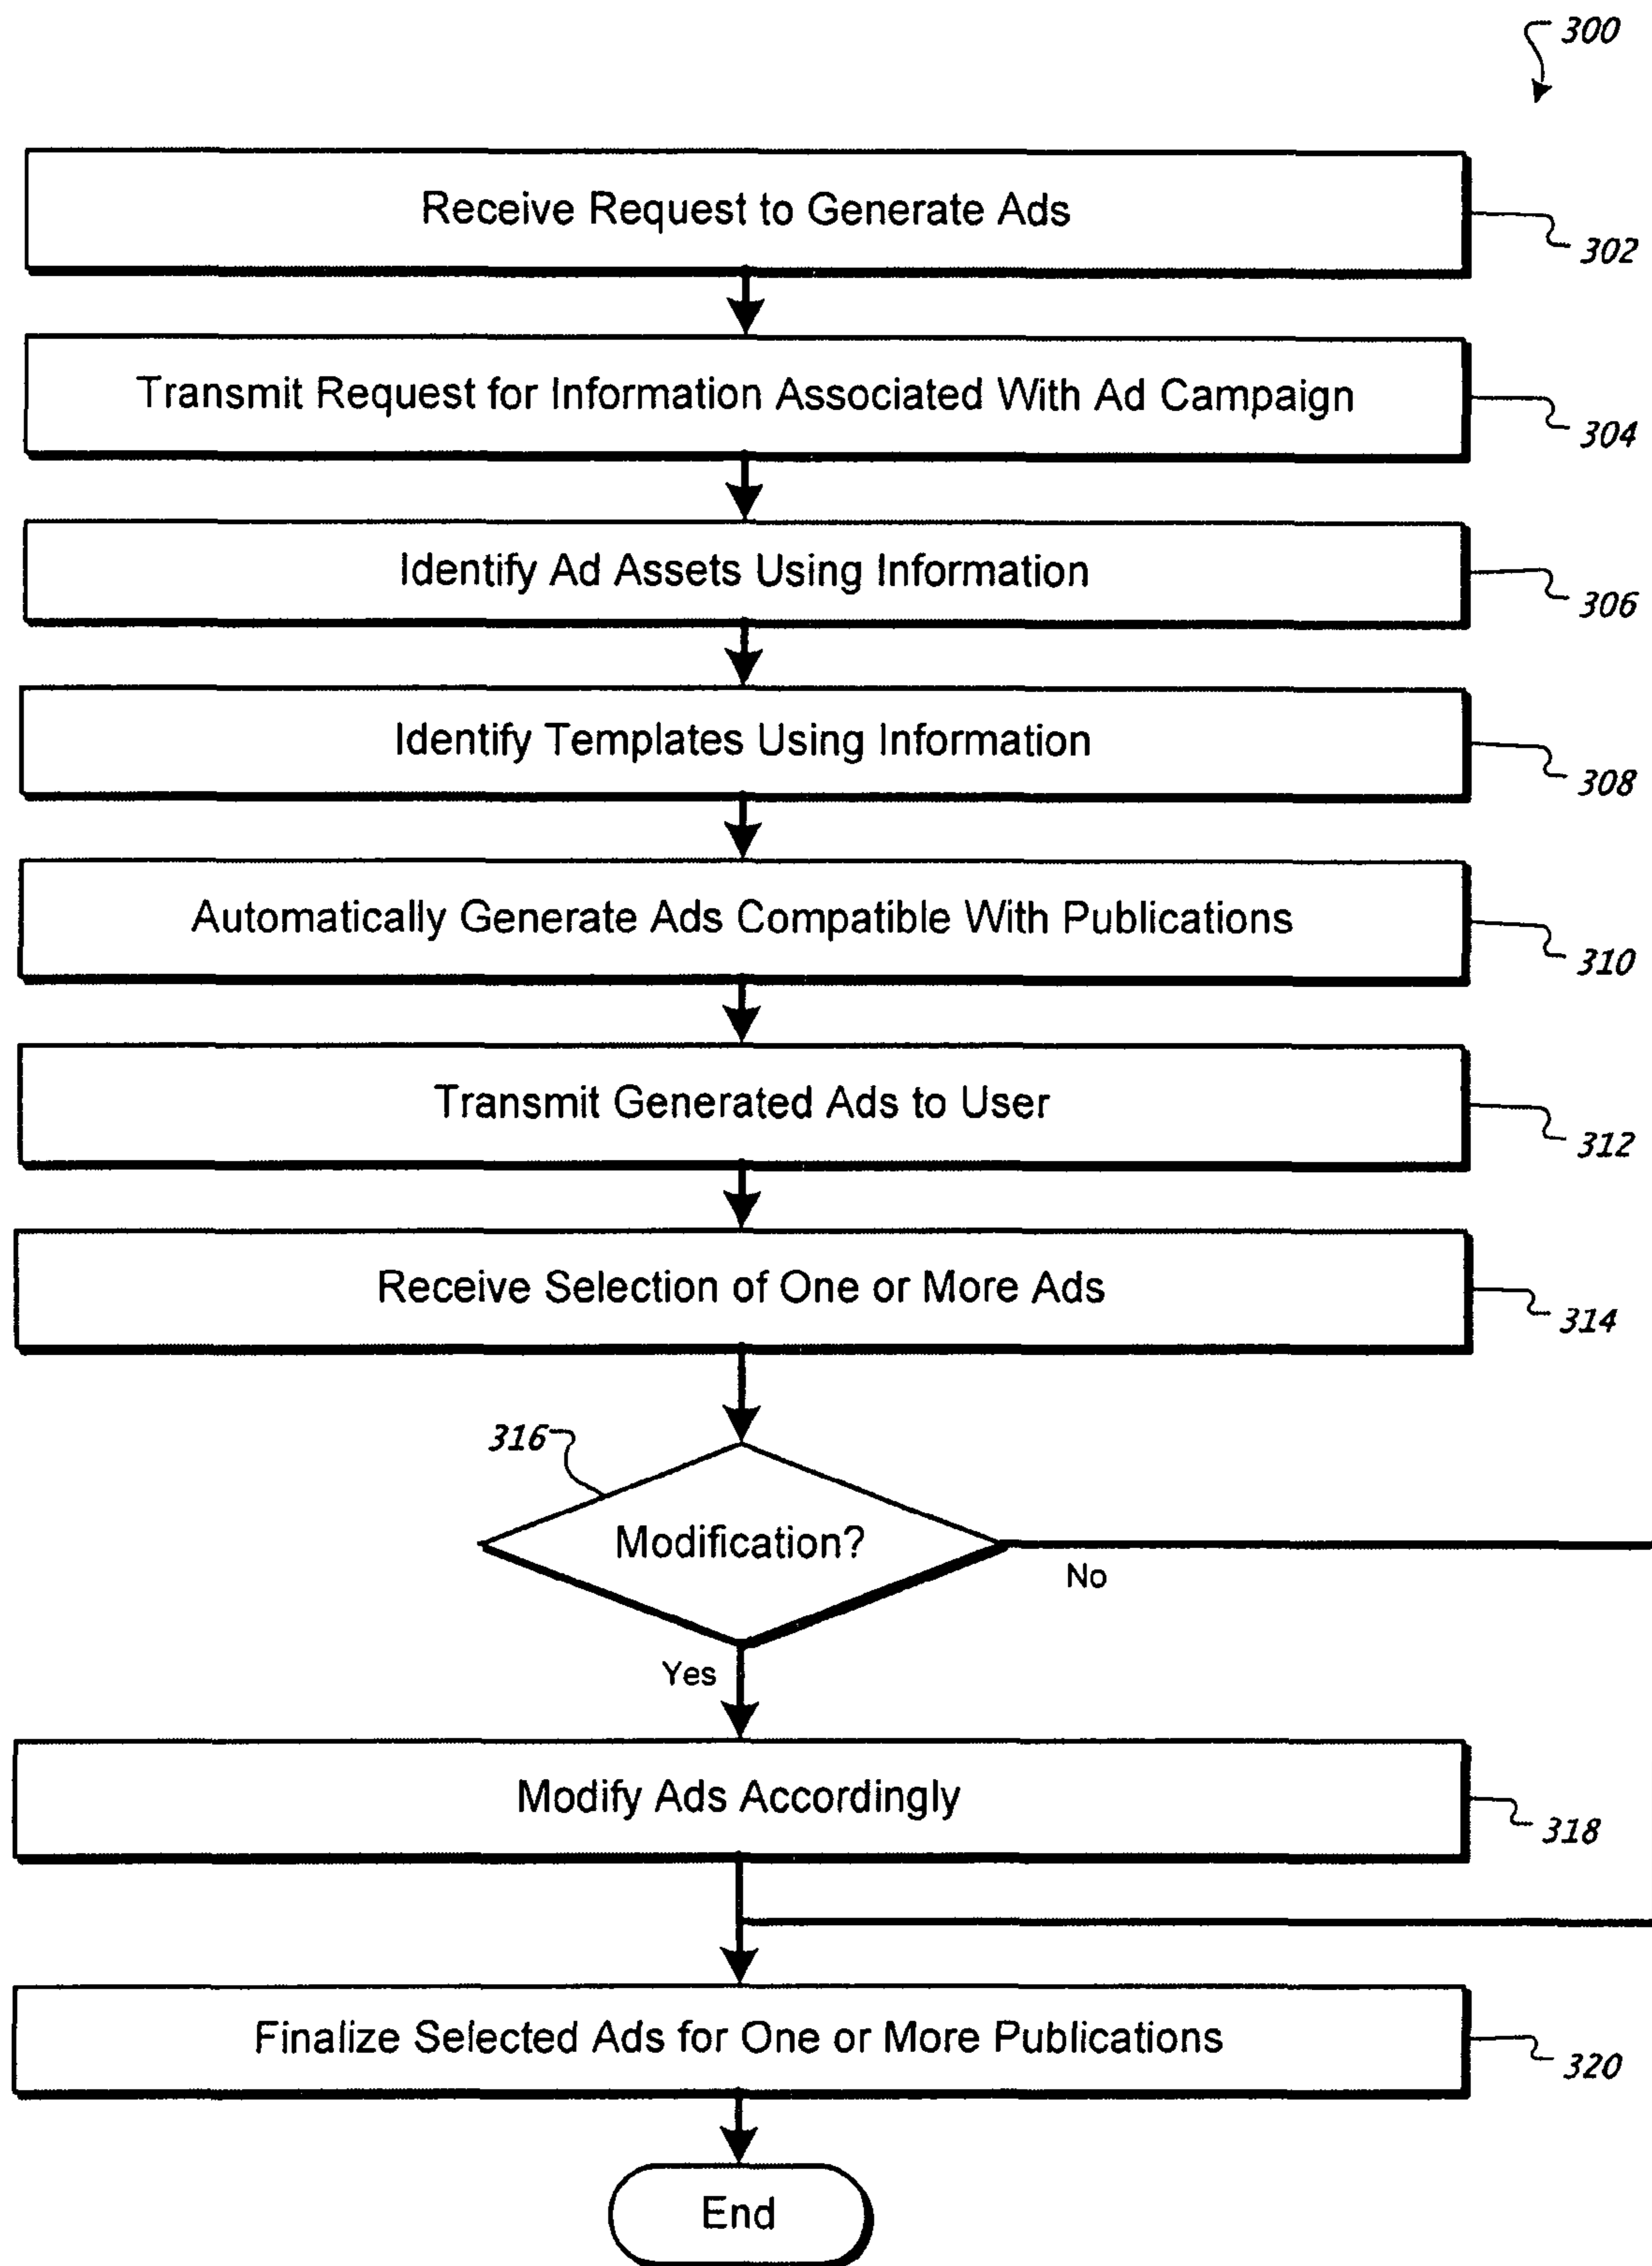 300
Receive Request to Generate Ads
302
Transmit Request for Information Associated With Ad Campaign
304
Identify Ad Assets Using Information
306
Identify Templates Using Information
308
Automatically Generate Ads Compatible With Publications
310
Transmit Generated Ads to User
312
Receive Selection of One or More Ads
314
316
Modification?
No
Yes
Modify Ads Accordingly
318
Finalize Selected Ads for One or More Publications
320
End